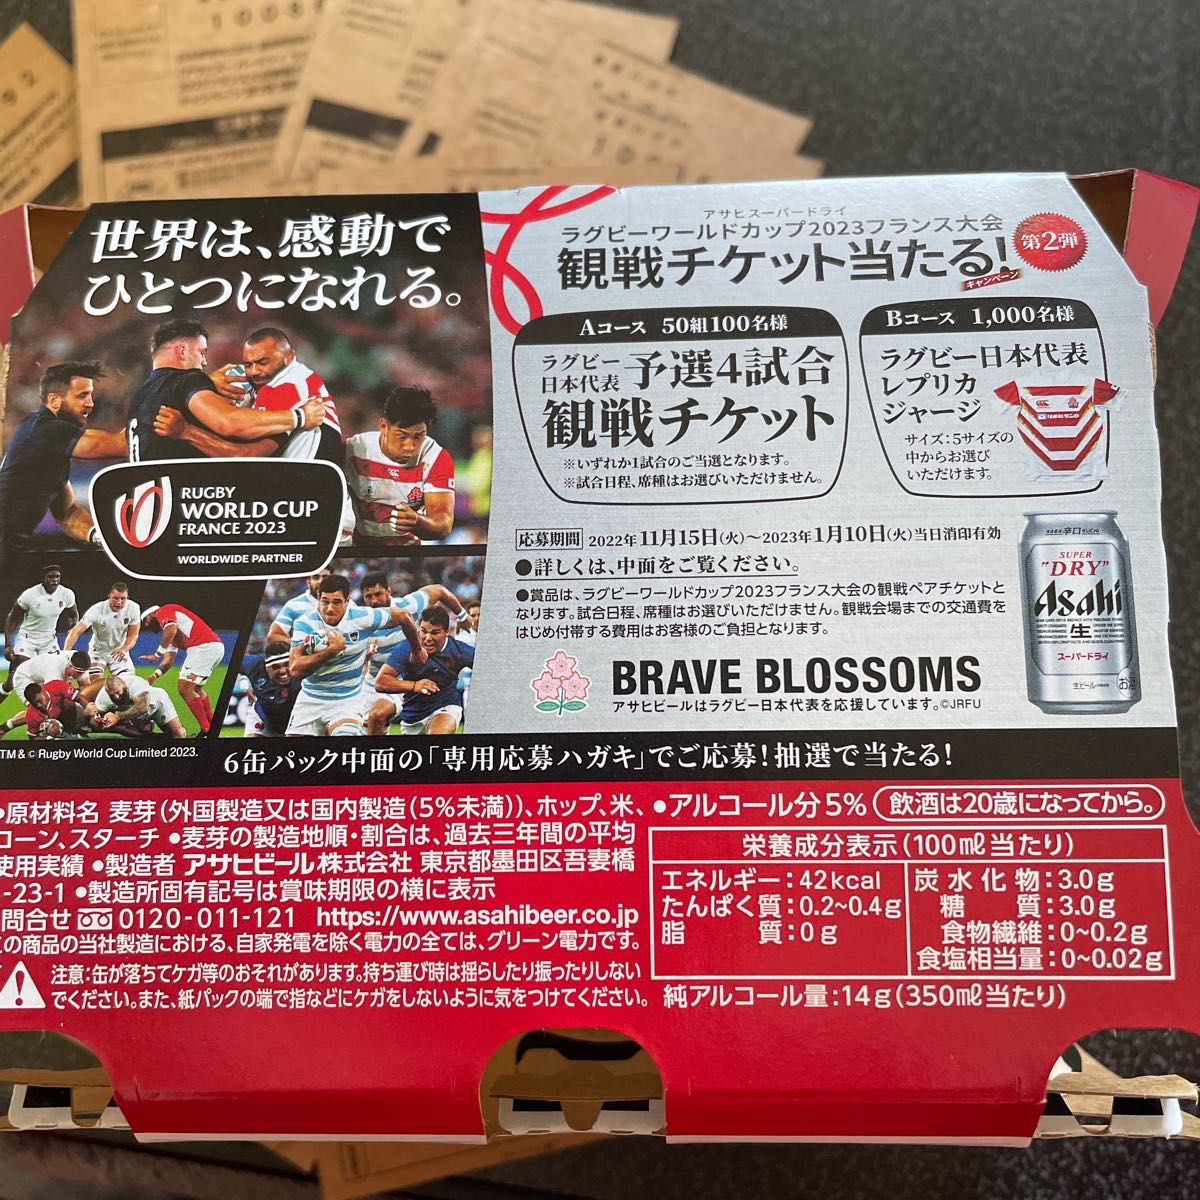 世界は、感動で
ひとつになれる。
RUGBY
WORLD CUP
FRANCE 2023
WORLDWIDE PARTNER
TM & © Rugby World Cup Limited 2023.
アサヒスーパードライ
ラグビーワールドカップ2023フランス大会
観戦チケット当たる!
キャンペーン
第2弾
Aコース 50組100名様
ラグビー
日本代表 予選4試合
観戦チケット
※いずれか1試合のご当選となります。
※試合日程、席種はお選びいただけません。
Bコース 1,000名様
ラグビー日本代表
レプリカ
ジャージ
サイズ:5サイズの
中からお選び
いただけます。
応募期間 2022年11月15日(火)~2023年1月10日(火)当日消印有効
●詳しくは、中面をご覧ください。
●賞品は、ラグビーワールドカップ2023フランス大会の観戦ペアチケットと
なります。試合日程、席種はお選びいただけません。観戦会場までの交通費を
はじめ付帯する費用はお客様のご負担となります。
BRAVE BLOSSOMS
アサヒビールはラグビー日本代表を応援しています。©JRFU
KARA 辛口 KUCHI
SUPER
"DRY"
Asahi
生
スーパードライ
生ビール
お酒
6缶パック中面の「専用応募ハガキ」でご応募!抽選で当たる!
●原材料名 麦芽(外国製造又は国内製造(5%未満))、ホップ、米、
コーン、スターチ ●麦芽の製造地順・割合は、過去三年間の平均
使用実績 ●製造者 アサヒビール株式会社 東京都墨田区吾妻橋
-23-1 ●製造所固有記号は賞味期限の横に表示
問合せ 0120-011-121 https://www.asahibeer.co.jp
この商品の当社製造における、自家発電を除く電力の全ては、グリーン電力です。
注意:缶が落ちてケガ等のおそれがあります。持ち運び時は揺らしたり振ったりしない
でください。また、紙パックの端で指などにケガをしないように気をつけてください。
●アルコール分5% 飲酒は20歳になってから。
栄養成分表示(100ml当たり)
エネルギー:42kcal
たんぱく質:0.2~0.4g
脂質:0g
炭水化物:3.0g
糖質:3.0g
食物繊維:0~0.2g
食塩相当量:0~0.02g
純アルコール量:14g(350ml当たり)